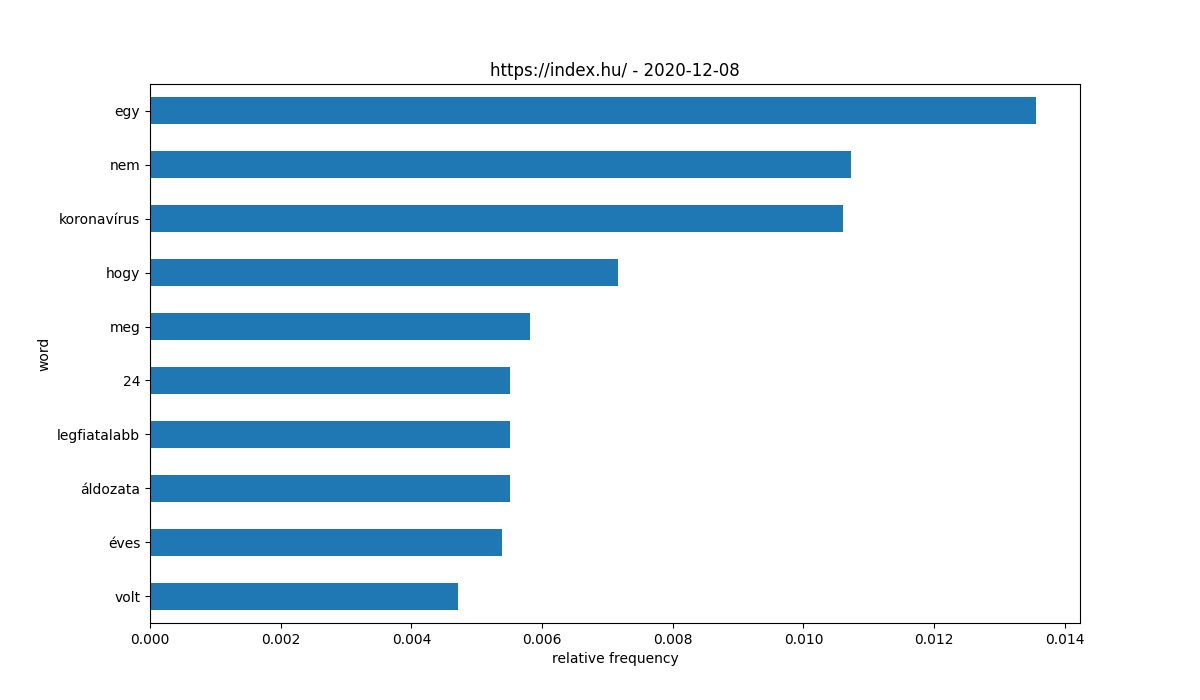 https://index.hu/ - 2020-12-08
egy
nem
koronavírus
hogy
meg
24
legfiatalabb
áldozata
éves
volt
word
0.000 0.002 0.004 0.006 0.008 0.010 0.012 0.014
relative frequency